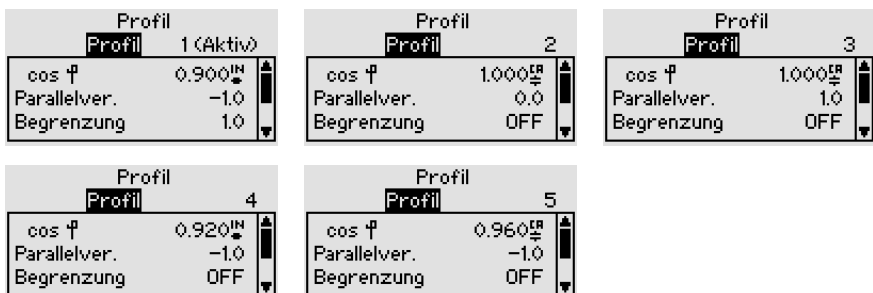 Profil
Profil 1 (Aktiv)
cos φ 0.900 IN
Parallelver. -1.0
Begrenzung 1.0
Profil
Profil 2
cos φ 1.000 CA
Parallelver. 0.0
Begrenzung OFF
Profil
Profil 3
cos φ 1.000 CA
Parallelver. 1.0
Begrenzung OFF
Profil
Profil 4
cos φ 0.920 IN
Parallelver. -1.0
Begrenzung OFF
Profil
Profil 5
cos φ 0.960 CA
Parallelver. -1.0
Begrenzung OFF